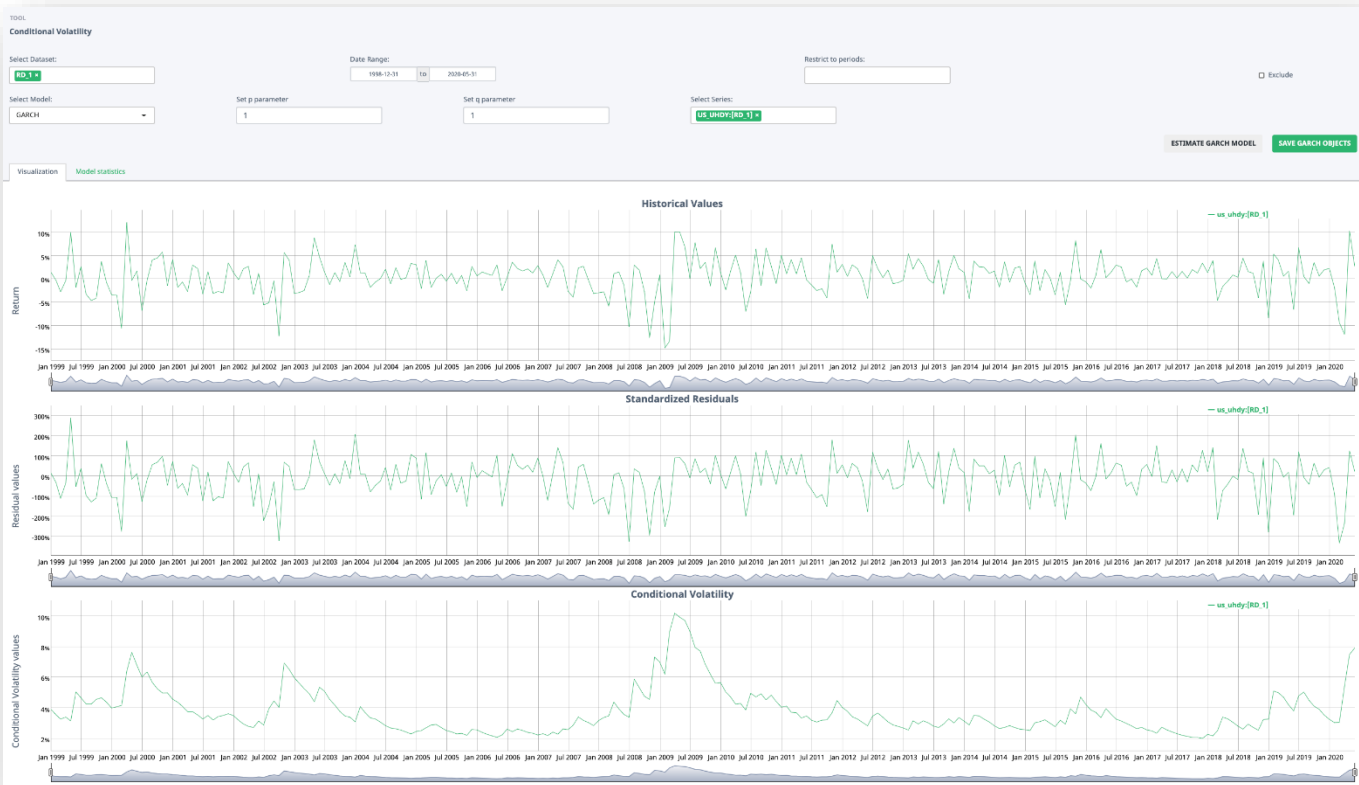 TOOL
Conditional Volatility
Select Dataset: Date Range: Restrict to periods:
RD_1 × 1998-12-31 to 2020-05-31 Exclude
Select Model: Set p parameter Set q parameter Select Series:
GARCH 1 1 US_UHDY:[RD_1] ×
ESTIMATE GARCH MODEL SAVE GARCH OBJECTS
Visualization Model statistics
Historical Values
us_uhdy:[RD_1]
Return
10%
5%
0%
-5%
-10%
-15%
Jan 1999 Jul 1999 Jan 2000 Jul 2000 Jan 2001 Jul 2001 Jan 2002 Jul 2002 Jan 2003 Jul 2003 Jan 2004 Jul 2004 Jan 2005 Jul 2005 Jan 2006 Jul 2006 Jan 2007 Jul 2007 Jan 2008 Jul 2008 Jan 2009 Jul 2009 Jan 2010 Jul 2010 Jan 2011 Jul 2011 Jan 2012 Jul 2012 Jan 2013 Jul 2013 Jan 2014 Jul 2014 Jan 2015 Jul 2015 Jan 2016 Jul 2016 Jan 2017 Jul 2017 Jan 2018 Jul 2018 Jan 2019 Jul 2019 Jan 2020
Standardized Residuals
us_uhdy:[RD_1]
Residual values
300%
200%
100%
0%
-100%
-200%
-300%
Jan 1999 Jul 1999 Jan 2000 Jul 2000 Jan 2001 Jul 2001 Jan 2002 Jul 2002 Jan 2003 Jul 2003 Jan 2004 Jul 2004 Jan 2005 Jul 2005 Jan 2006 Jul 2006 Jan 2007 Jul 2007 Jan 2008 Jul 2008 Jan 2009 Jul 2009 Jan 2010 Jul 2010 Jan 2011 Jul 2011 Jan 2012 Jul 2012 Jan 2013 Jul 2013 Jan 2014 Jul 2014 Jan 2015 Jul 2015 Jan 2016 Jul 2016 Jan 2017 Jul 2017 Jan 2018 Jul 2018 Jan 2019 Jul 2019 Jan 2020
Conditional Volatility
us_uhdy:[RD_1]
Conditional Volatility values
10%
8%
6%
4%
2%
Jan 1999 Jul 1999 Jan 2000 Jul 2000 Jan 2001 Jul 2001 Jan 2002 Jul 2002 Jan 2003 Jul 2003 Jan 2004 Jul 2004 Jan 2005 Jul 2005 Jan 2006 Jul 2006 Jan 2007 Jul 2007 Jan 2008 Jul 2008 Jan 2009 Jul 2009 Jan 2010 Jul 2010 Jan 2011 Jul 2011 Jan 2012 Jul 2012 Jan 2013 Jul 2013 Jan 2014 Jul 2014 Jan 2015 Jul 2015 Jan 2016 Jul 2016 Jan 2017 Jul 2017 Jan 2018 Jul 2018 Jan 2019 Jul 2019 Jan 2020